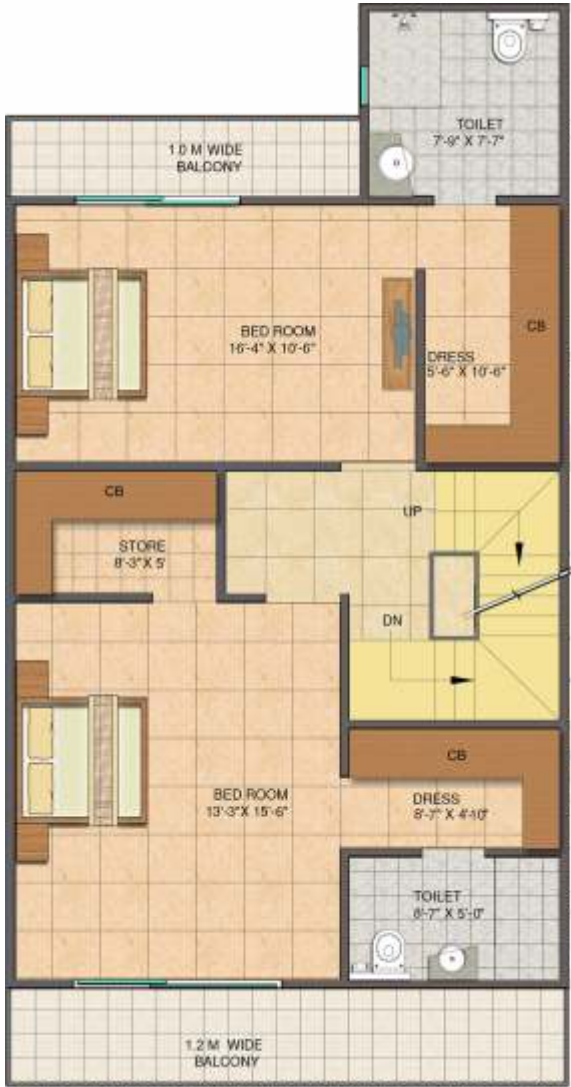 TOILET
7'-9" X 7'-7"
1.0 M WIDE
BALCONY
BED ROOM
16'-4" X 10'-6"
CB
DRESS
5'-6" X 10'-6"
CB
UP
STORE
8'-3"X 5'
DN
CB
BED ROOM
13'-3"X 15'-6"
DRESS
8'-7" X 4'-10"
TOILET
8'-7" X 5'-0"
1.2 M WIDE
BALCONY